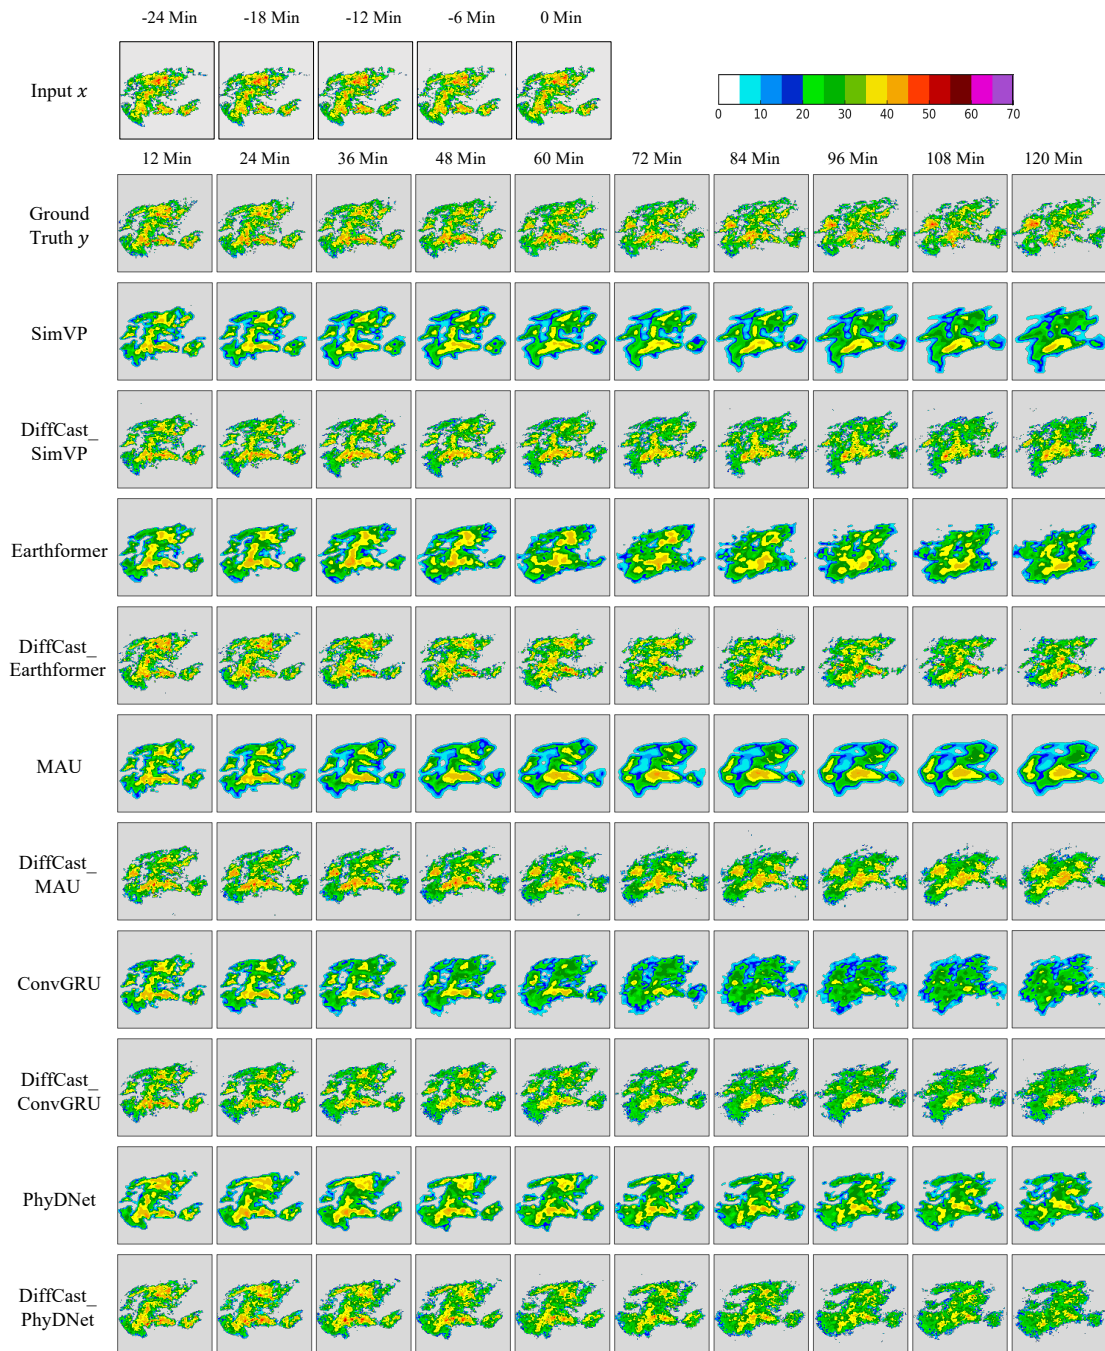 -24 Min -18 Min -12 Min -6 Min 0 Min
Input x
0 10 20 30 40 50 60 70
12 Min 24 Min 36 Min 48 Min 60 Min 72 Min 84 Min 96 Min 108 Min 120 Min
Ground
Truth y
SimVP
DiffCast_
SimVP
Earthformer
DiffCast_
Earthformer
MAU
DiffCast_
MAU
ConvGRU
DiffCast_
ConvGRU
PhyDNet
DiffCast_
PhyDNet